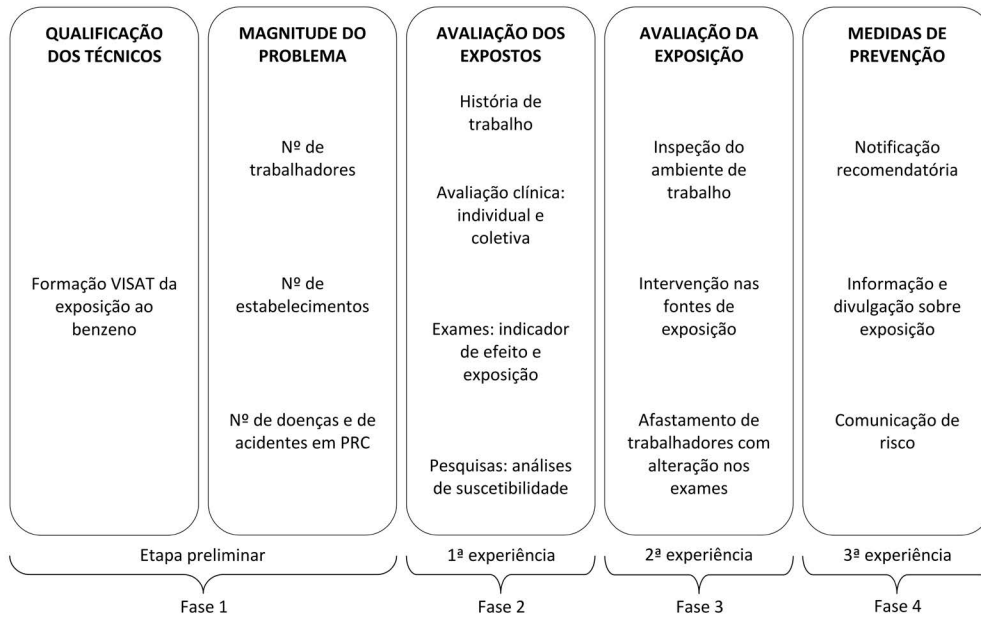 QUALIFICAÇÃO
DOS TÉCNICOS
Formação VISAT da
exposição ao
benzeno
MAGNITUDE DO
PROBLEMA
Nº de
trabalhadores
Nº de
estabelecimentos
Nº de doenças e de
acidentes em PRC
AVALIAÇÃO DOS
EXPOSTOS
História de
trabalho
Avaliação clínica:
individual e
coletiva
Exames: indicador
de efeito e
exposição
Pesquisas: análises
de suscetibilidade
AVALIAÇÃO DA
EXPOSIÇÃO
Inspeção do
ambiente de
trabalho
Intervenção nas
fontes de
exposição
Afastamento de
trabalhadores com
alteração nos
exames
MEDIDAS DE
PREVENÇÃO
Notificação
recomendatória
Informação e
divulgação sobre
exposição
Comunicação de
risco
Etapa preliminar
1ª experiência
2ª experiência
3ª experiência
Fase 1
Fase 2
Fase 3
Fase 4